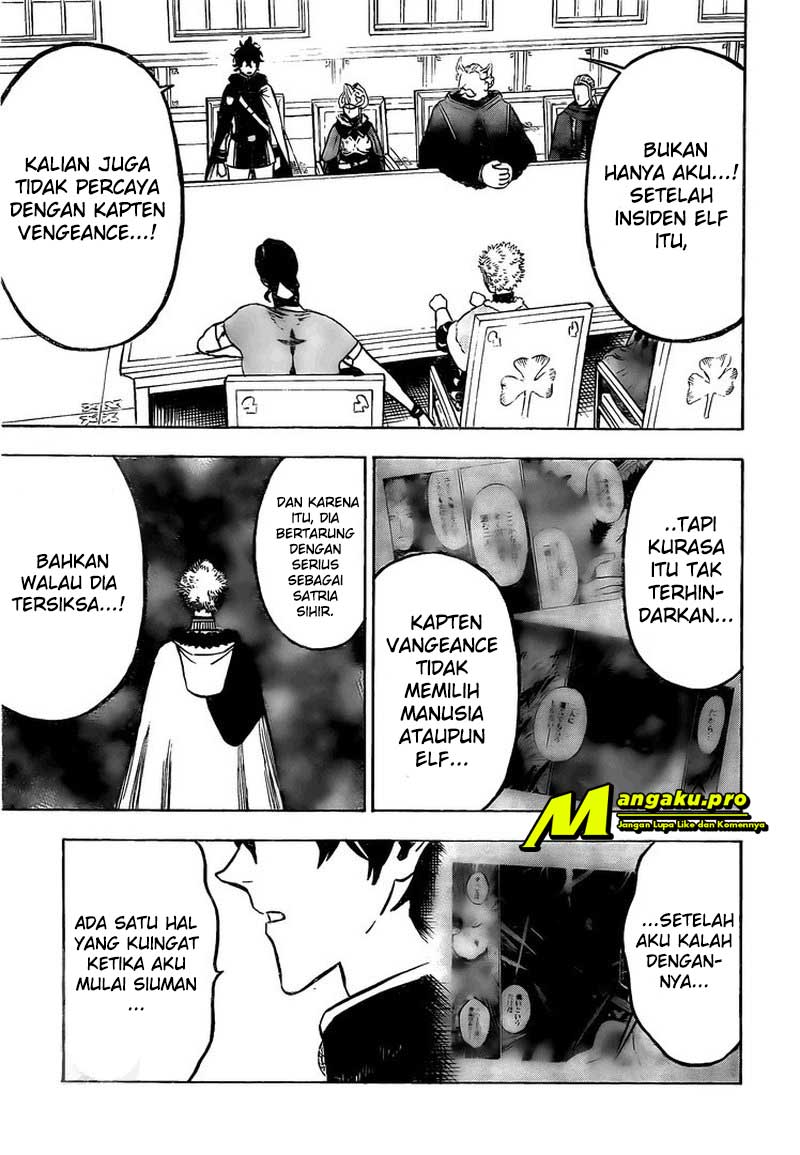 BUKAN
HANYA AKU...!
SETELAH
INSIDEN ELF
ITU,
KALIAN JUGA
TIDAK PERCAYA
DENGAN KAPTEN
VENGEANCE...!
..TAPI
KURASA
ITU TAK
TERHIN-
DARKAN...
KAPTEN
VANGEANCE
TIDAK
MEMILIH
MANUSIA
ATAUPUN
ELF...
DAN KARENA
ITU, DIA
BERTARUNG
DENGAN
SERIUS
SEBAGAI
SATRIA
SIHIR.
BAHKAN
WALAU DIA
TERSIKSA...!
Mangaku.pro
Jangan Lupa Like dan Komennya
...SETELAH
AKU KALAH
DENGAN-
NYA...
ADA SATU HAL
YANG KUINGAT
KETIKA AKU
MULAI SIUMAN
...